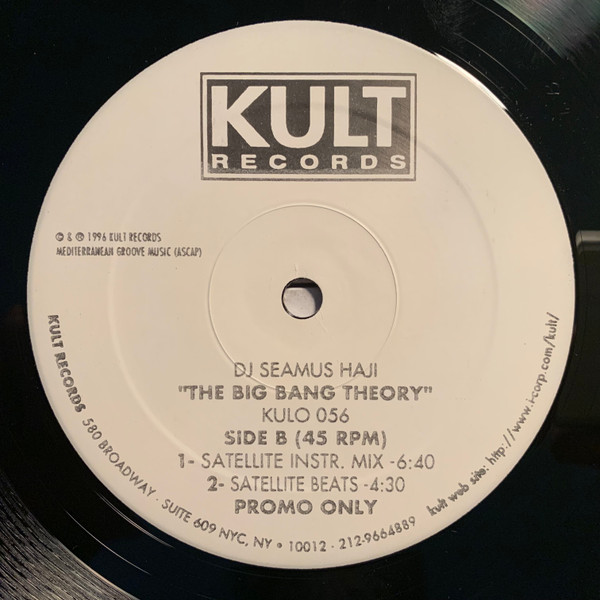 KULT
RECORDS
© & ℗ 1996 KULT RECORDS
MEDITERRANEAN GROOVE MUSIC (ASCAP)
DJ SEAMUS HAJI
"THE BIG BANG THEORY"
KULO 056
SIDE B (45 RPM)
1- SATELLITE INSTR. MIX -6:40
2- SATELLITE BEATS -4:30
PROMO ONLY
KULT RECORDS 580 BROADWAY · SUITE 609 NYC, NY • 10012 · 212-9664889 kult web site: http://www.i-corp.com/kult/